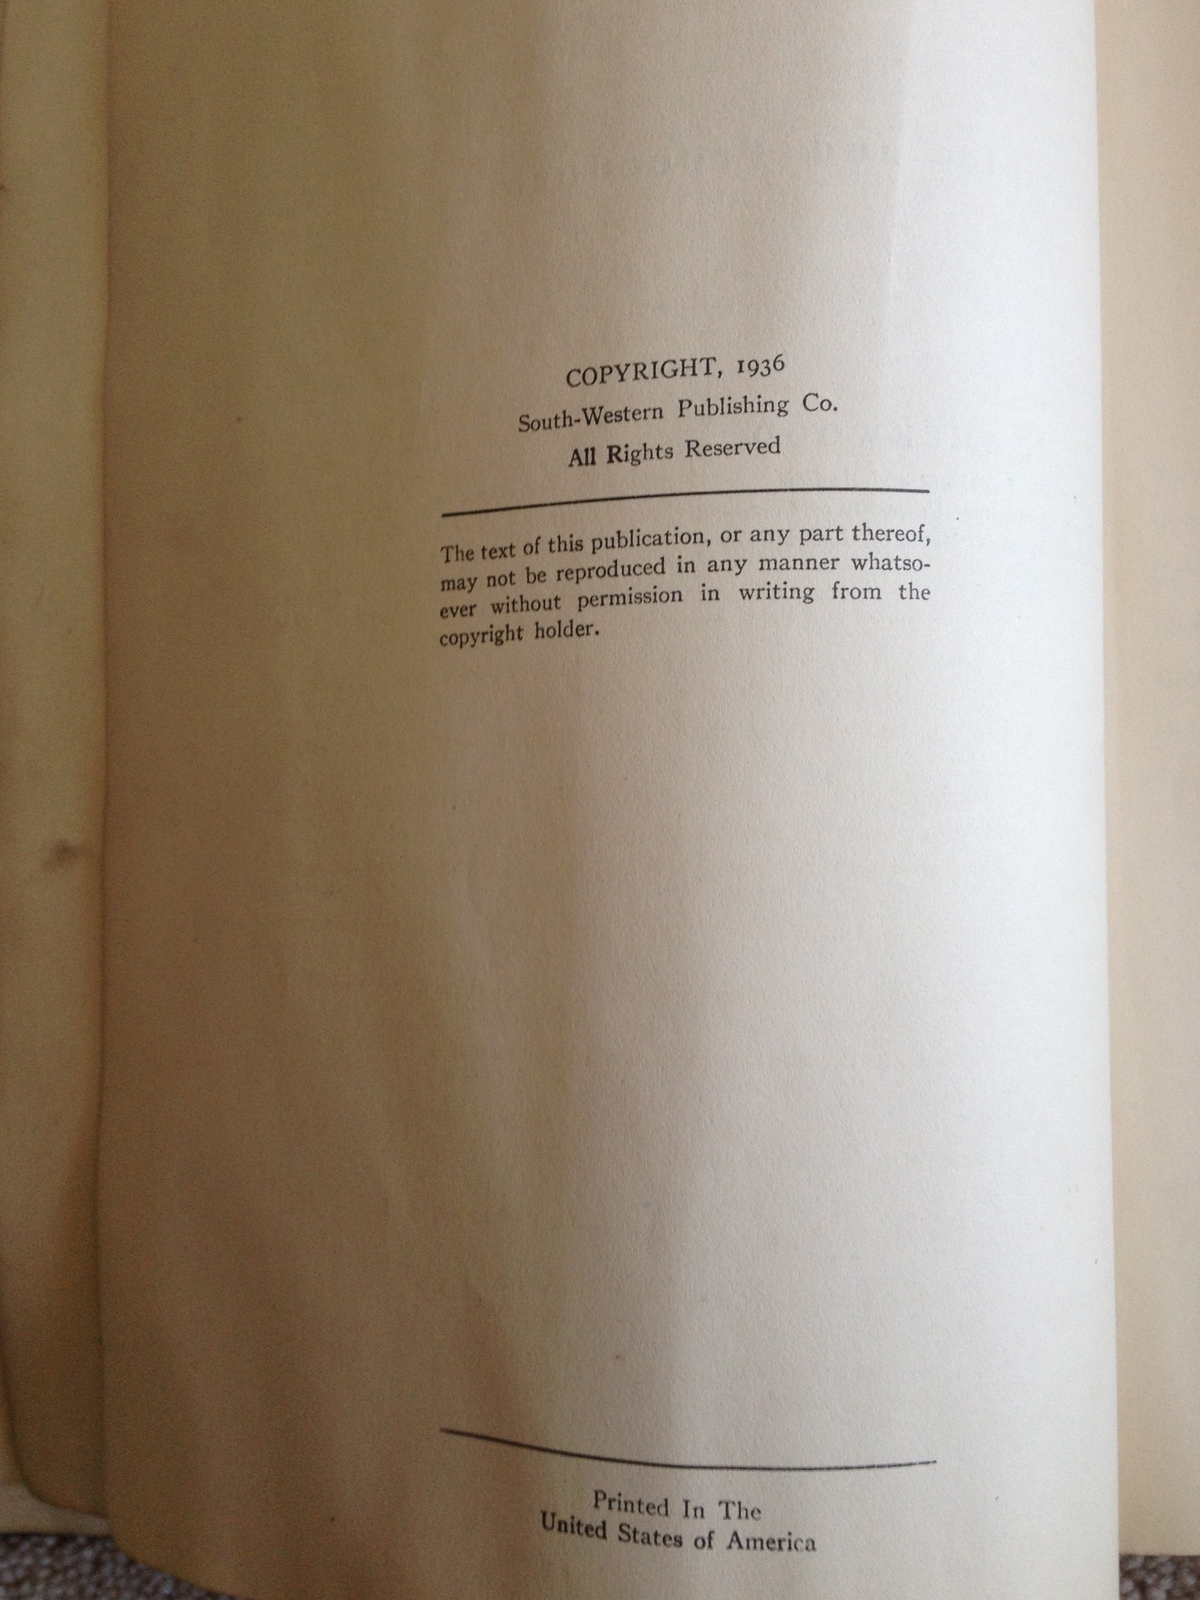 COPYRIGHT, 1936
South-Western Publishing Co.
All Rights Reserved
The text of this publication, or any part thereof,
may not be reproduced in any manner whatso-
ever without permission in writing from the
copyright holder.
Printed In The
United States of America